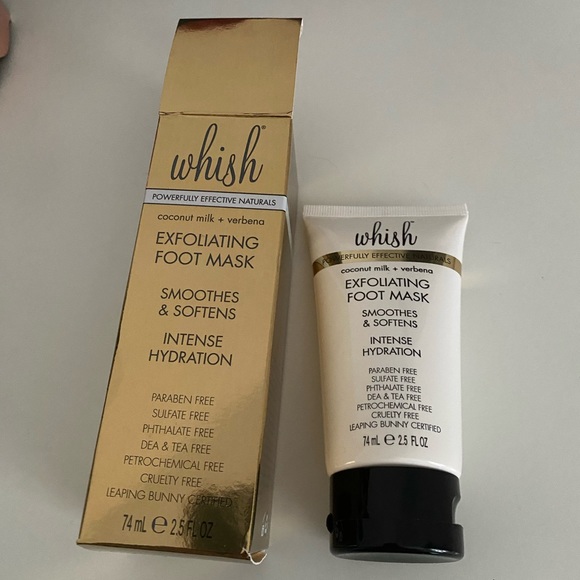 whish®
POWERFULLY EFFECTIVE NATURALS
coconut milk + verbena
EXFOLIATING
FOOT MASK
SMOOTHES
& SOFTENS
INTENSE
HYDRATION
PARABEN FREE
SULFATE FREE
PHTHALATE FREE
DEA & TEA FREE
PETROCHEMICAL FREE
CRUELTY FREE
LEAPING BUNNY CERTIFIED
74 mL ℮ 2.5 FL OZ
whish™
POWERFULLY EFFECTIVE NATURALS
coconut milk + verbena
EXFOLIATING
FOOT MASK
SMOOTHES
& SOFTENS
INTENSE
HYDRATION
PARABEN FREE
SULFATE FREE
PHTHALATE FREE
DEA & TEA FREE
PETROCHEMICAL FREE
CRUELTY FREE
LEAPING BUNNY CERTIFIED
74 mL ℮ 2.5 FL OZ